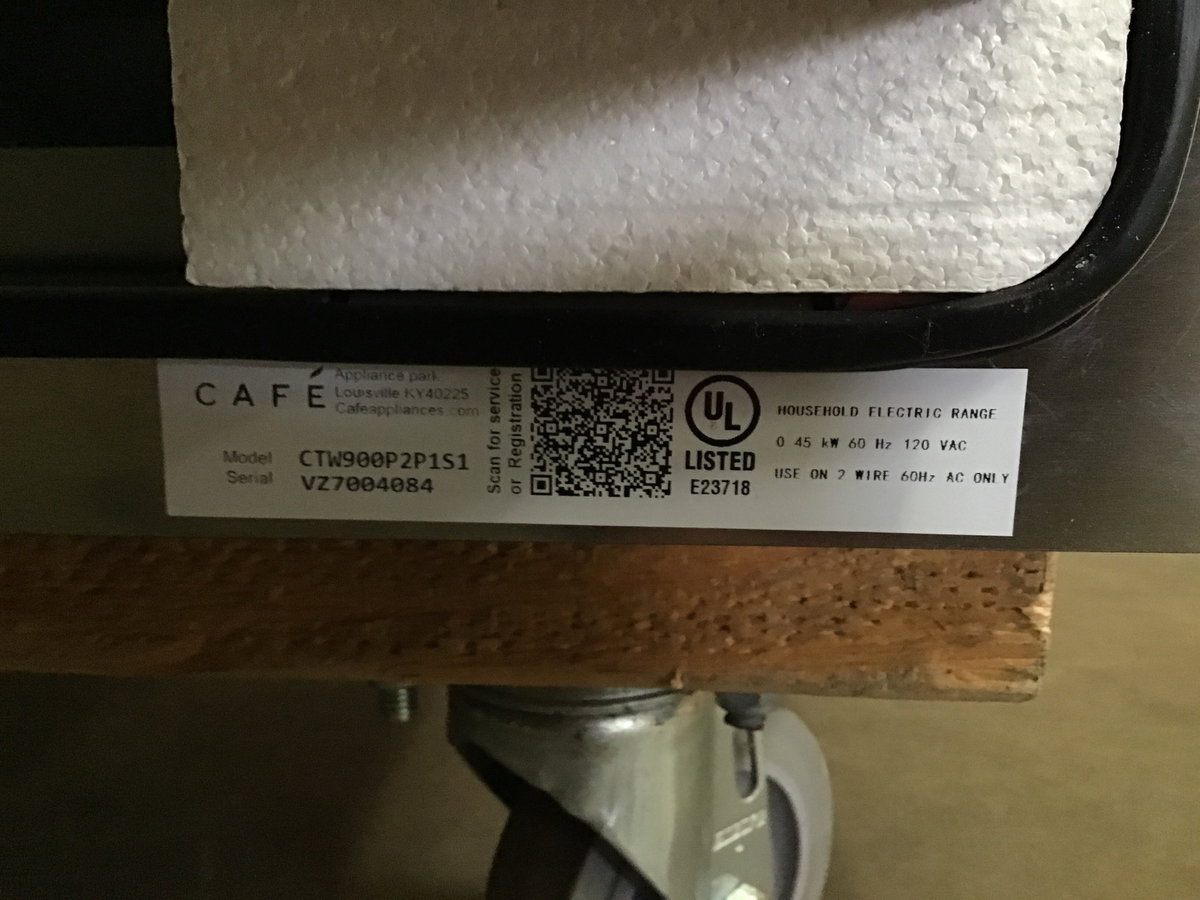 CAFÉ
Appliance park
Louisville KY40225
Cafeappliances.com
Model CTW900P2P1S1
Serial VZ7004084
Scan for service
or Registration
UL
LISTED
E23718
HOUSEHOLD ELECTRIC RANGE
0 45 kW 60 Hz 120 VAC
USE ON 2 WIRE 60Hz AC ONLY